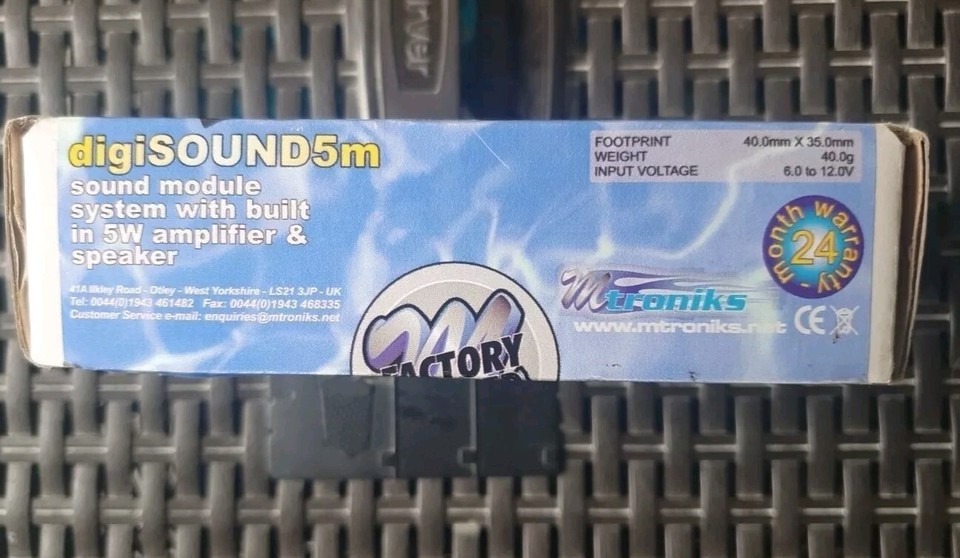 digiSOUND5m
sound module
system with built
in 5W amplifier &
speaker
41A Ilkley Road - Otley - West Yorkshire - LS21 3JP - UK
Tel: 0044(0)1943 461482 Fax: 0044(0)1943 468335
Customer Service e-mail: enquiries@mtroniks.net
FOOTPRINT 40.0mm X 35.0mm
WEIGHT 40.0g
INPUT VOLTAGE 6.0 to 12.0V
24
month warranty -
Mtroniks
www.mtroniks.net CE
M
FACTORY